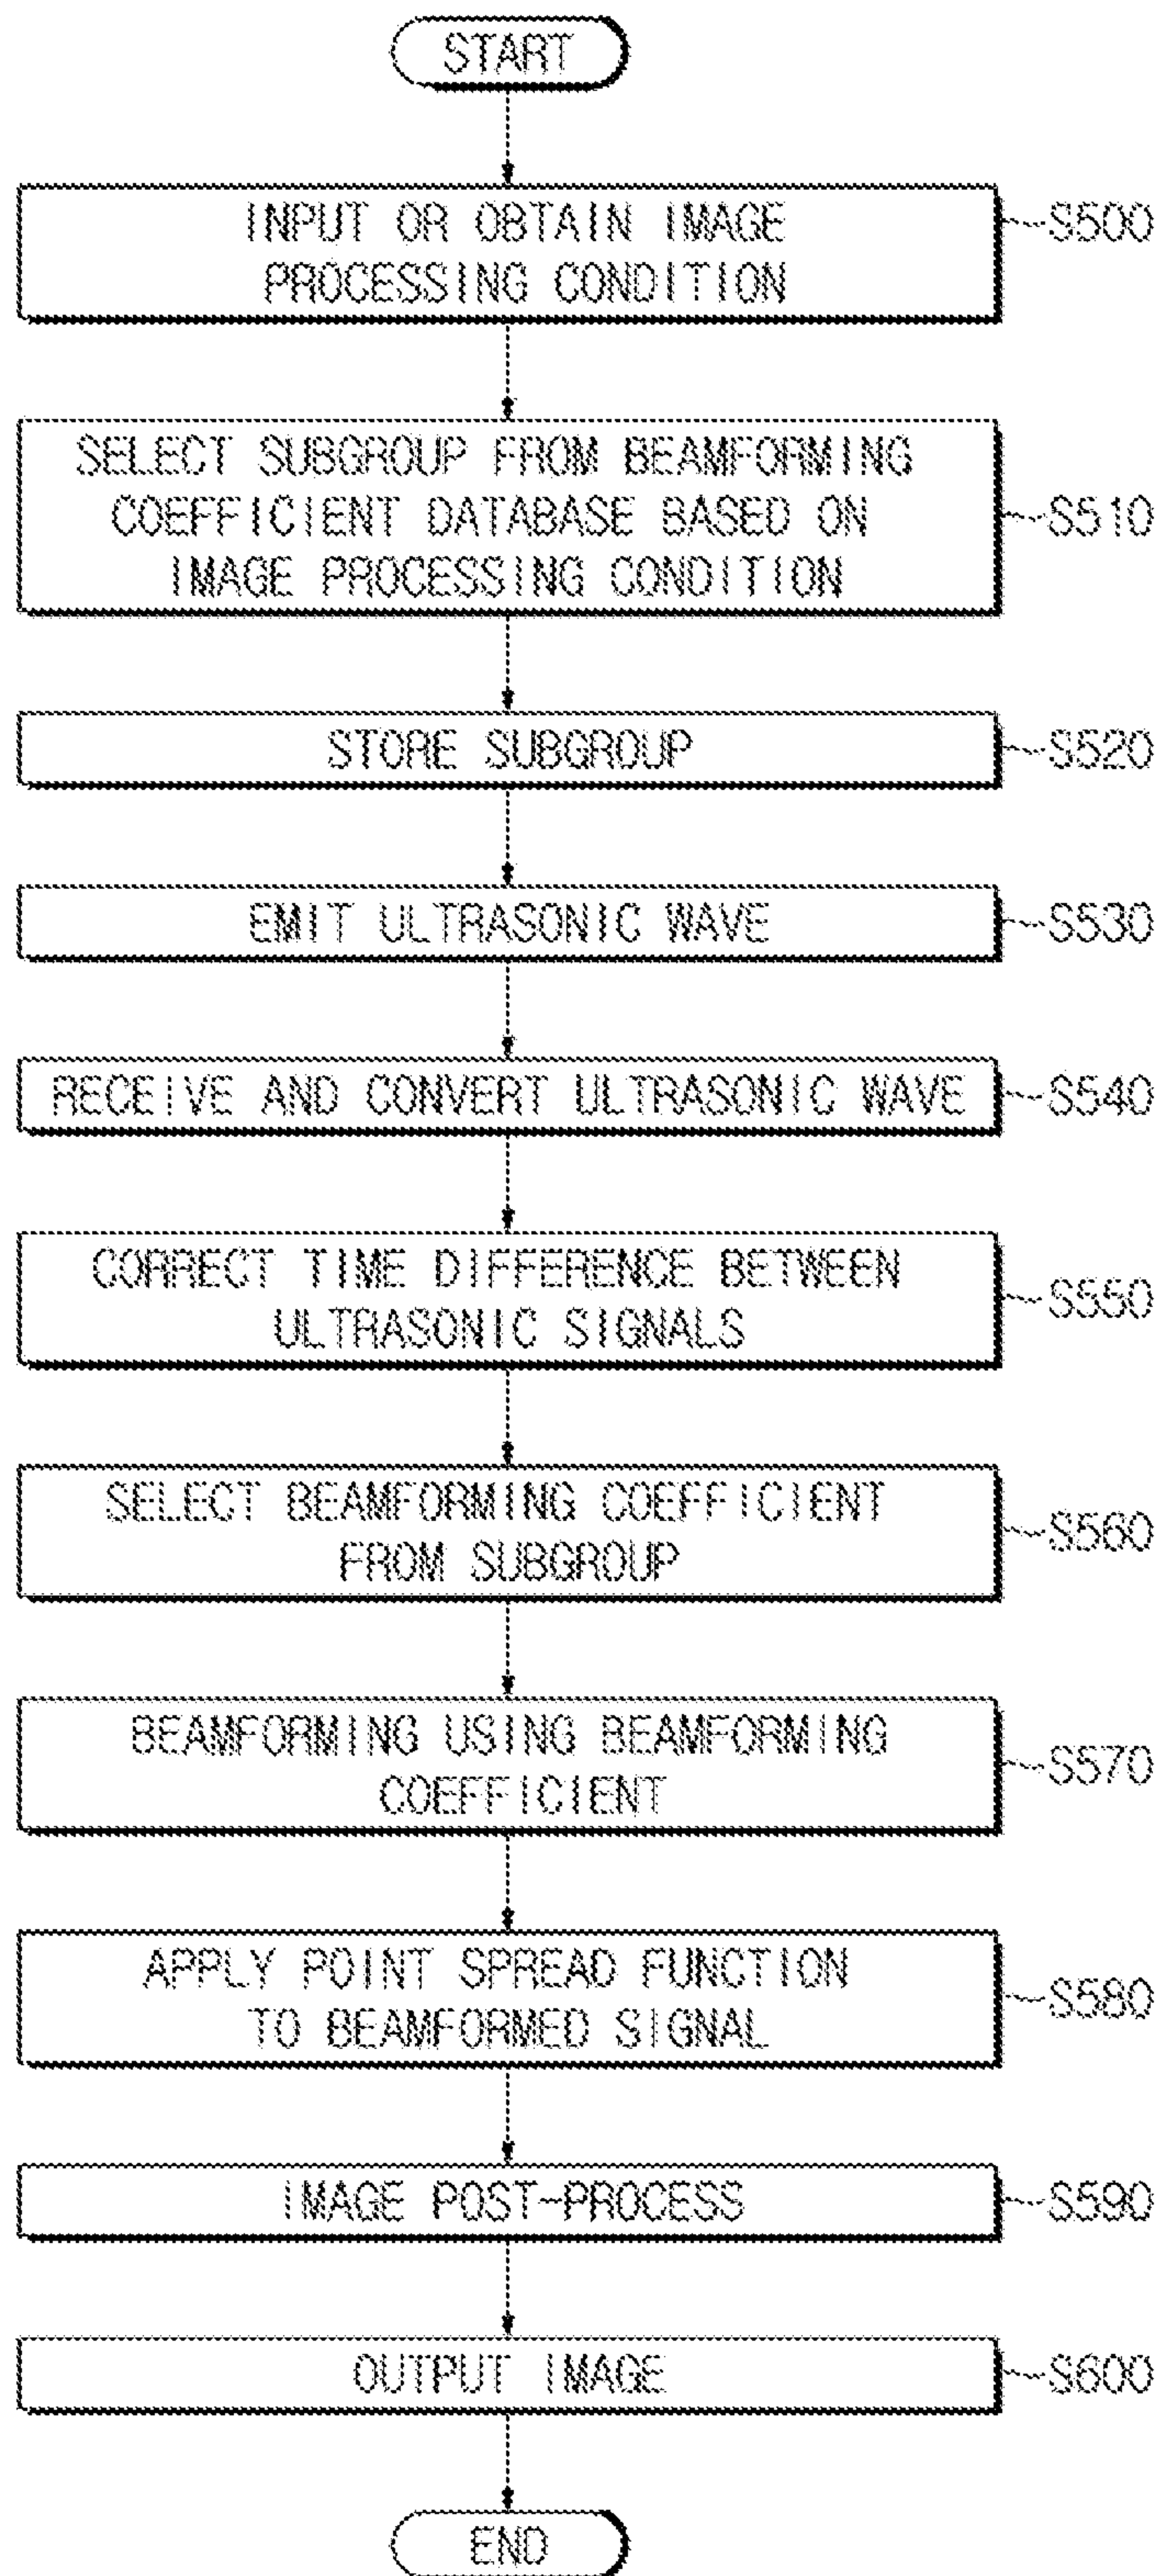 START
INPUT OR OBTAIN IMAGE
PROCESSING CONDITION
S500
SELECT SUBGROUP FROM BEAMFORMING
COEFFICIENT DATABASE BASED ON
IMAGE PROCESSING CONDITION
S510
STORE SUBGROUP
S520
EMIT ULTRASONIC WAVE
S530
RECEIVE AND CONVERT ULTRASONIC WAVE
S540
CORRECT TIME DIFFERENCE BETWEEN
ULTRASONIC SIGNALS
S550
SELECT BEAMFORMING COEFFICIENT
FROM SUBGROUP
S560
BEAMFORMING USING BEAMFORMING
COEFFICIENT
S570
APPLY POINT SPREAD FUNCTION
TO BEAMFORMED SIGNAL
S580
IMAGE POST-PROCESS
S590
OUTPUT IMAGE
S600
END